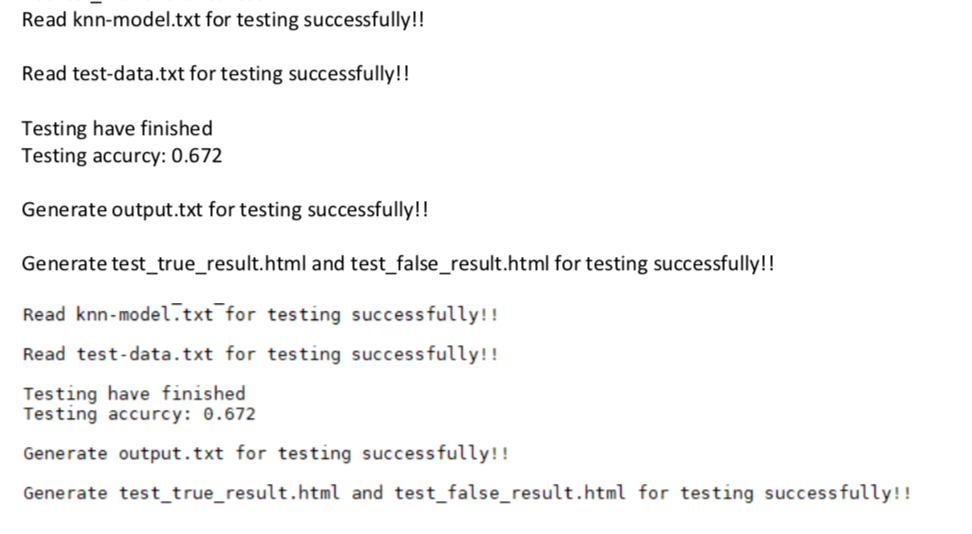 Read knn-model.txt for testing successfully!!
Read test-data.txt for testing successfully!!
Testing have finished
Testing accurcy: 0.672
Generate output.txt for testing successfully!!
Generate test_true_result.html and test_false_result.html for testing successfully!!
Read knn-model.txt for testing successfully!!
Read test-data.txt for testing successfully!!
Testing have finished
Testing accurcy: 0.672
Generate output.txt for testing successfully!!
Generate test_true_result.html and test_false_result.html for testing successfully!!